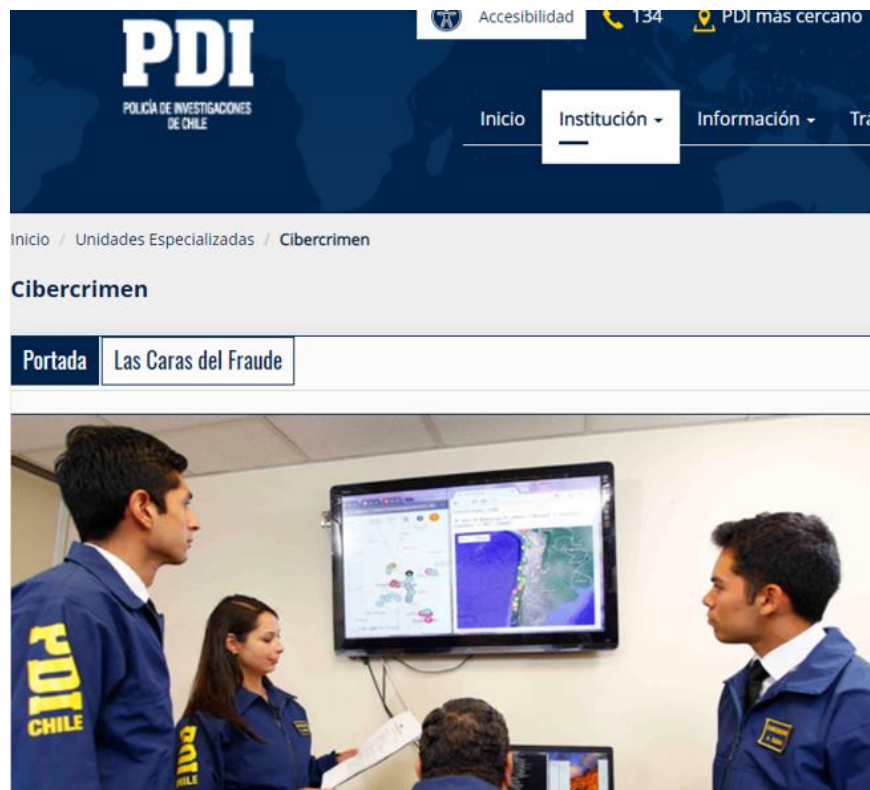 Accesibilidad
134
PDI más cercano
PDI
POLICÍA DE INVESTIGACIONES
DE CHILE
Inicio
Institución
Información
Tra
Inicio / Unidades Especializadas / Cibercrimen
Cibercrimen
Portada
Las Caras del Fraude
PDI
CHILE
PDI